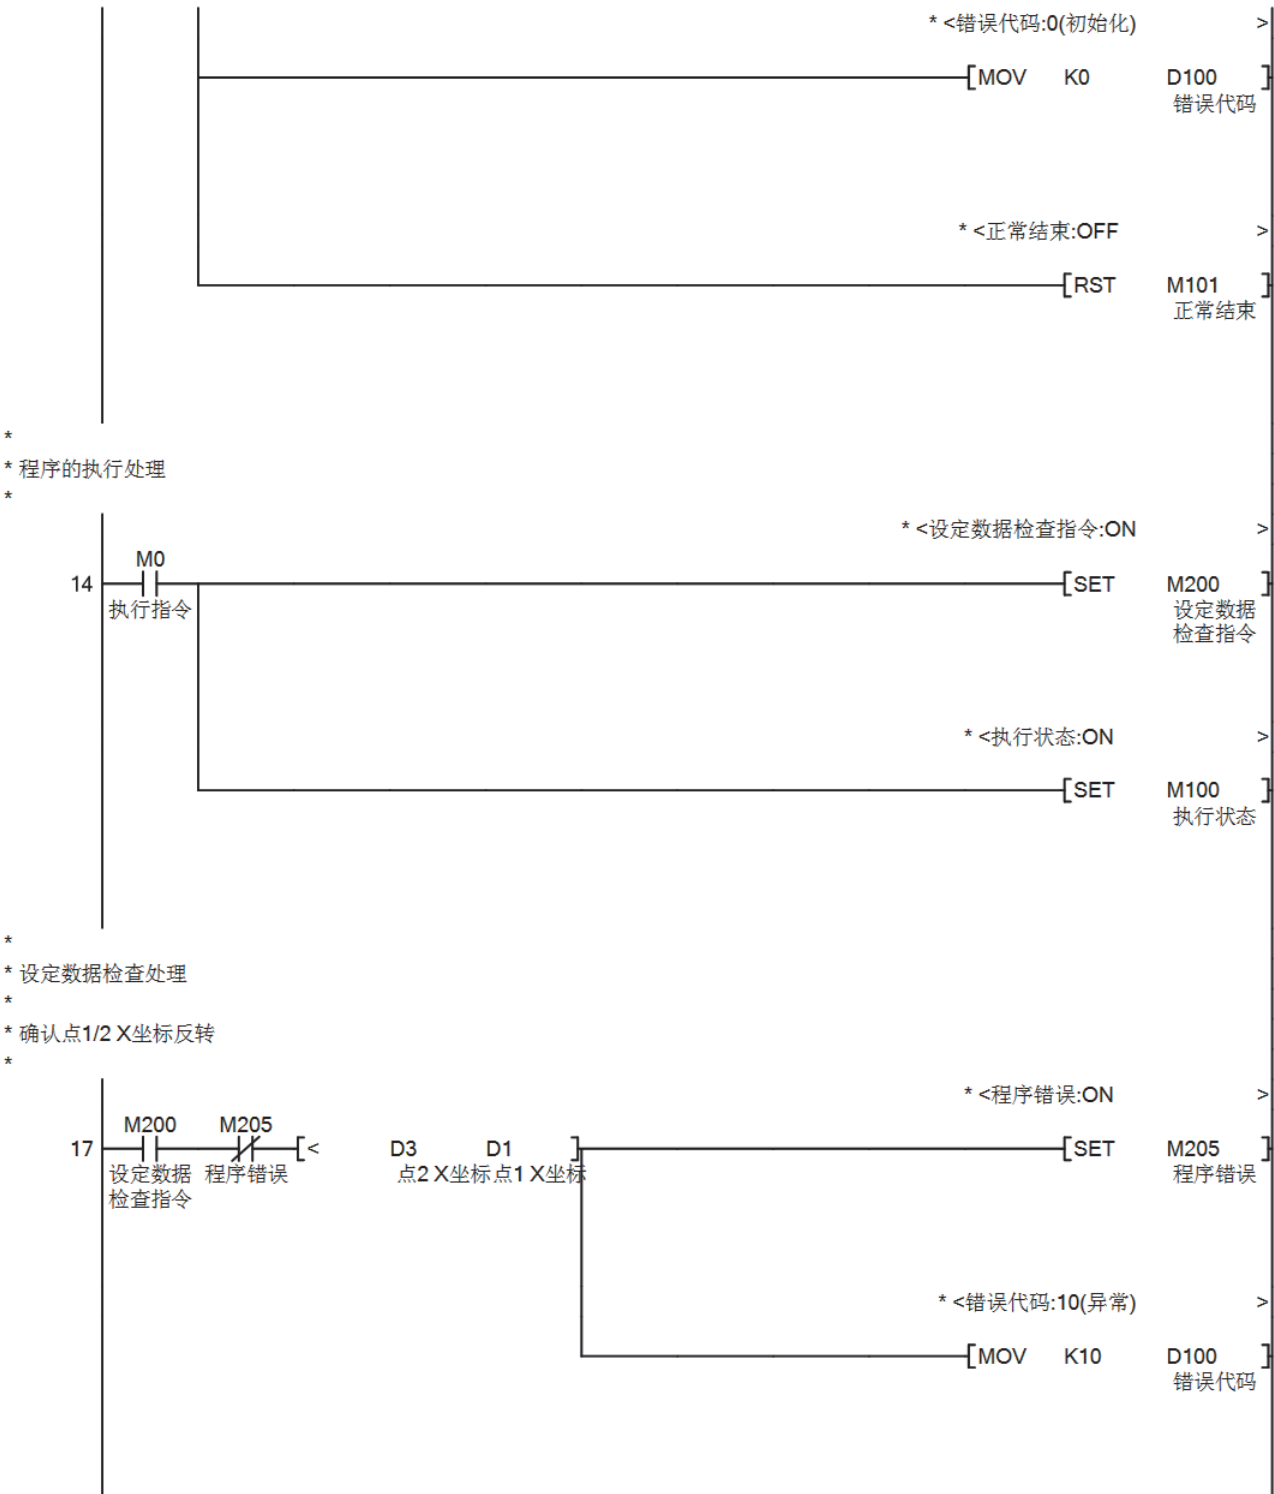 * <错误代码:0(初始化) >
[MOV K0 D100 ]
错误代码
* <正常结束:OFF >
[RST M101 ]
正常结束
*
* 程序的执行处理
*
* <设定数据检查指令:ON >
M0
14 [SET M200 ]
执行指令 设定数据
检查指令
* <执行状态:ON >
[SET M100 ]
执行状态
*
* 设定数据检查处理
*
* 确认点1/2 X坐标反转
*
* <程序错误:ON >
M200 M205
17 [< D3 D1 ] [SET M205 ]
设定数据 程序错误 点2 X坐标 点1 X坐标 程序错误
检查指令
* <错误代码:10(异常) >
[MOV K10 D100 ]
错误代码